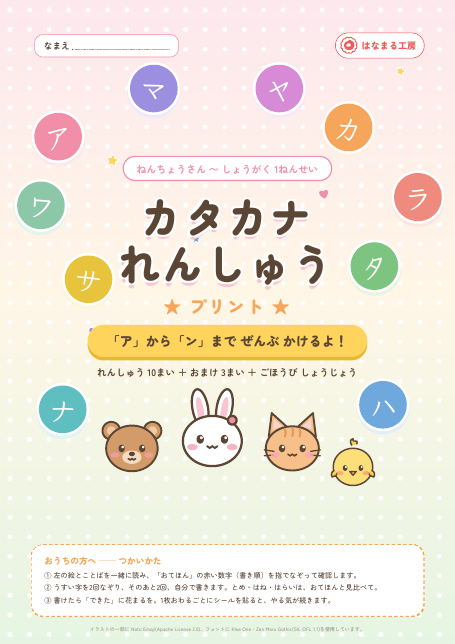 なまえ
はなまる工房
マ
ヤ
ア
カ
ねんちょうさん ～ しょうがく 1ねんせい
ワ
ラ
カタカナ
れんしゅう
サ
タ
★ プリント ★
「ア」から「ン」まで ぜんぶ かけるよ！
れんしゅう 10まい ＋ おまけ 3まい ＋ ごほうび しょうじょう
ナ
ハ
おうちの方へ ── つかいかた
① 左の絵とことばを一緒に読み、「おてほん」の赤い数字（書き順）を指でなぞって確認します。
② うすい字を2回なぞり、そのあと2回、自分で書きます。とめ・はね・はらいは、おてほんと見比べて。
③ 書けたら「できた」に花まるを。1枚おわるごとにシールを貼ると、やる気が続きます。